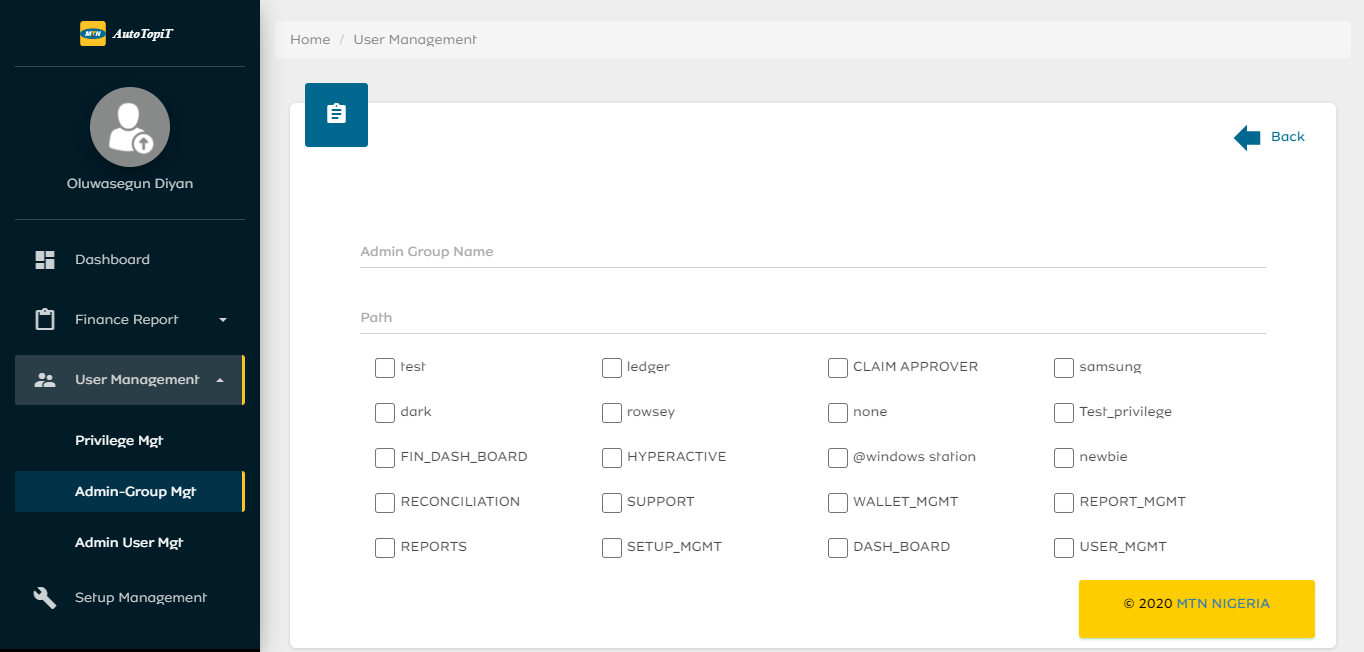 MTN AutoTopiT
Oluwasegun Diyan
Dashboard
Finance Report
User Management
Privilege Mgt
Admin-Group Mgt
Admin User Mgt
Setup Management
Home / User Management
Back
Admin Group Name
Path
test ledger CLAIM APPROVER samsung
dark rowsey none Test_privilege
FIN_DASH_BOARD HYPERACTIVE @windows station newbie
RECONCILIATION SUPPORT WALLET_MGMT REPORT_MGMT
REPORTS SETUP_MGMT DASH_BOARD USER_MGMT
© 2020 MTN NIGERIA